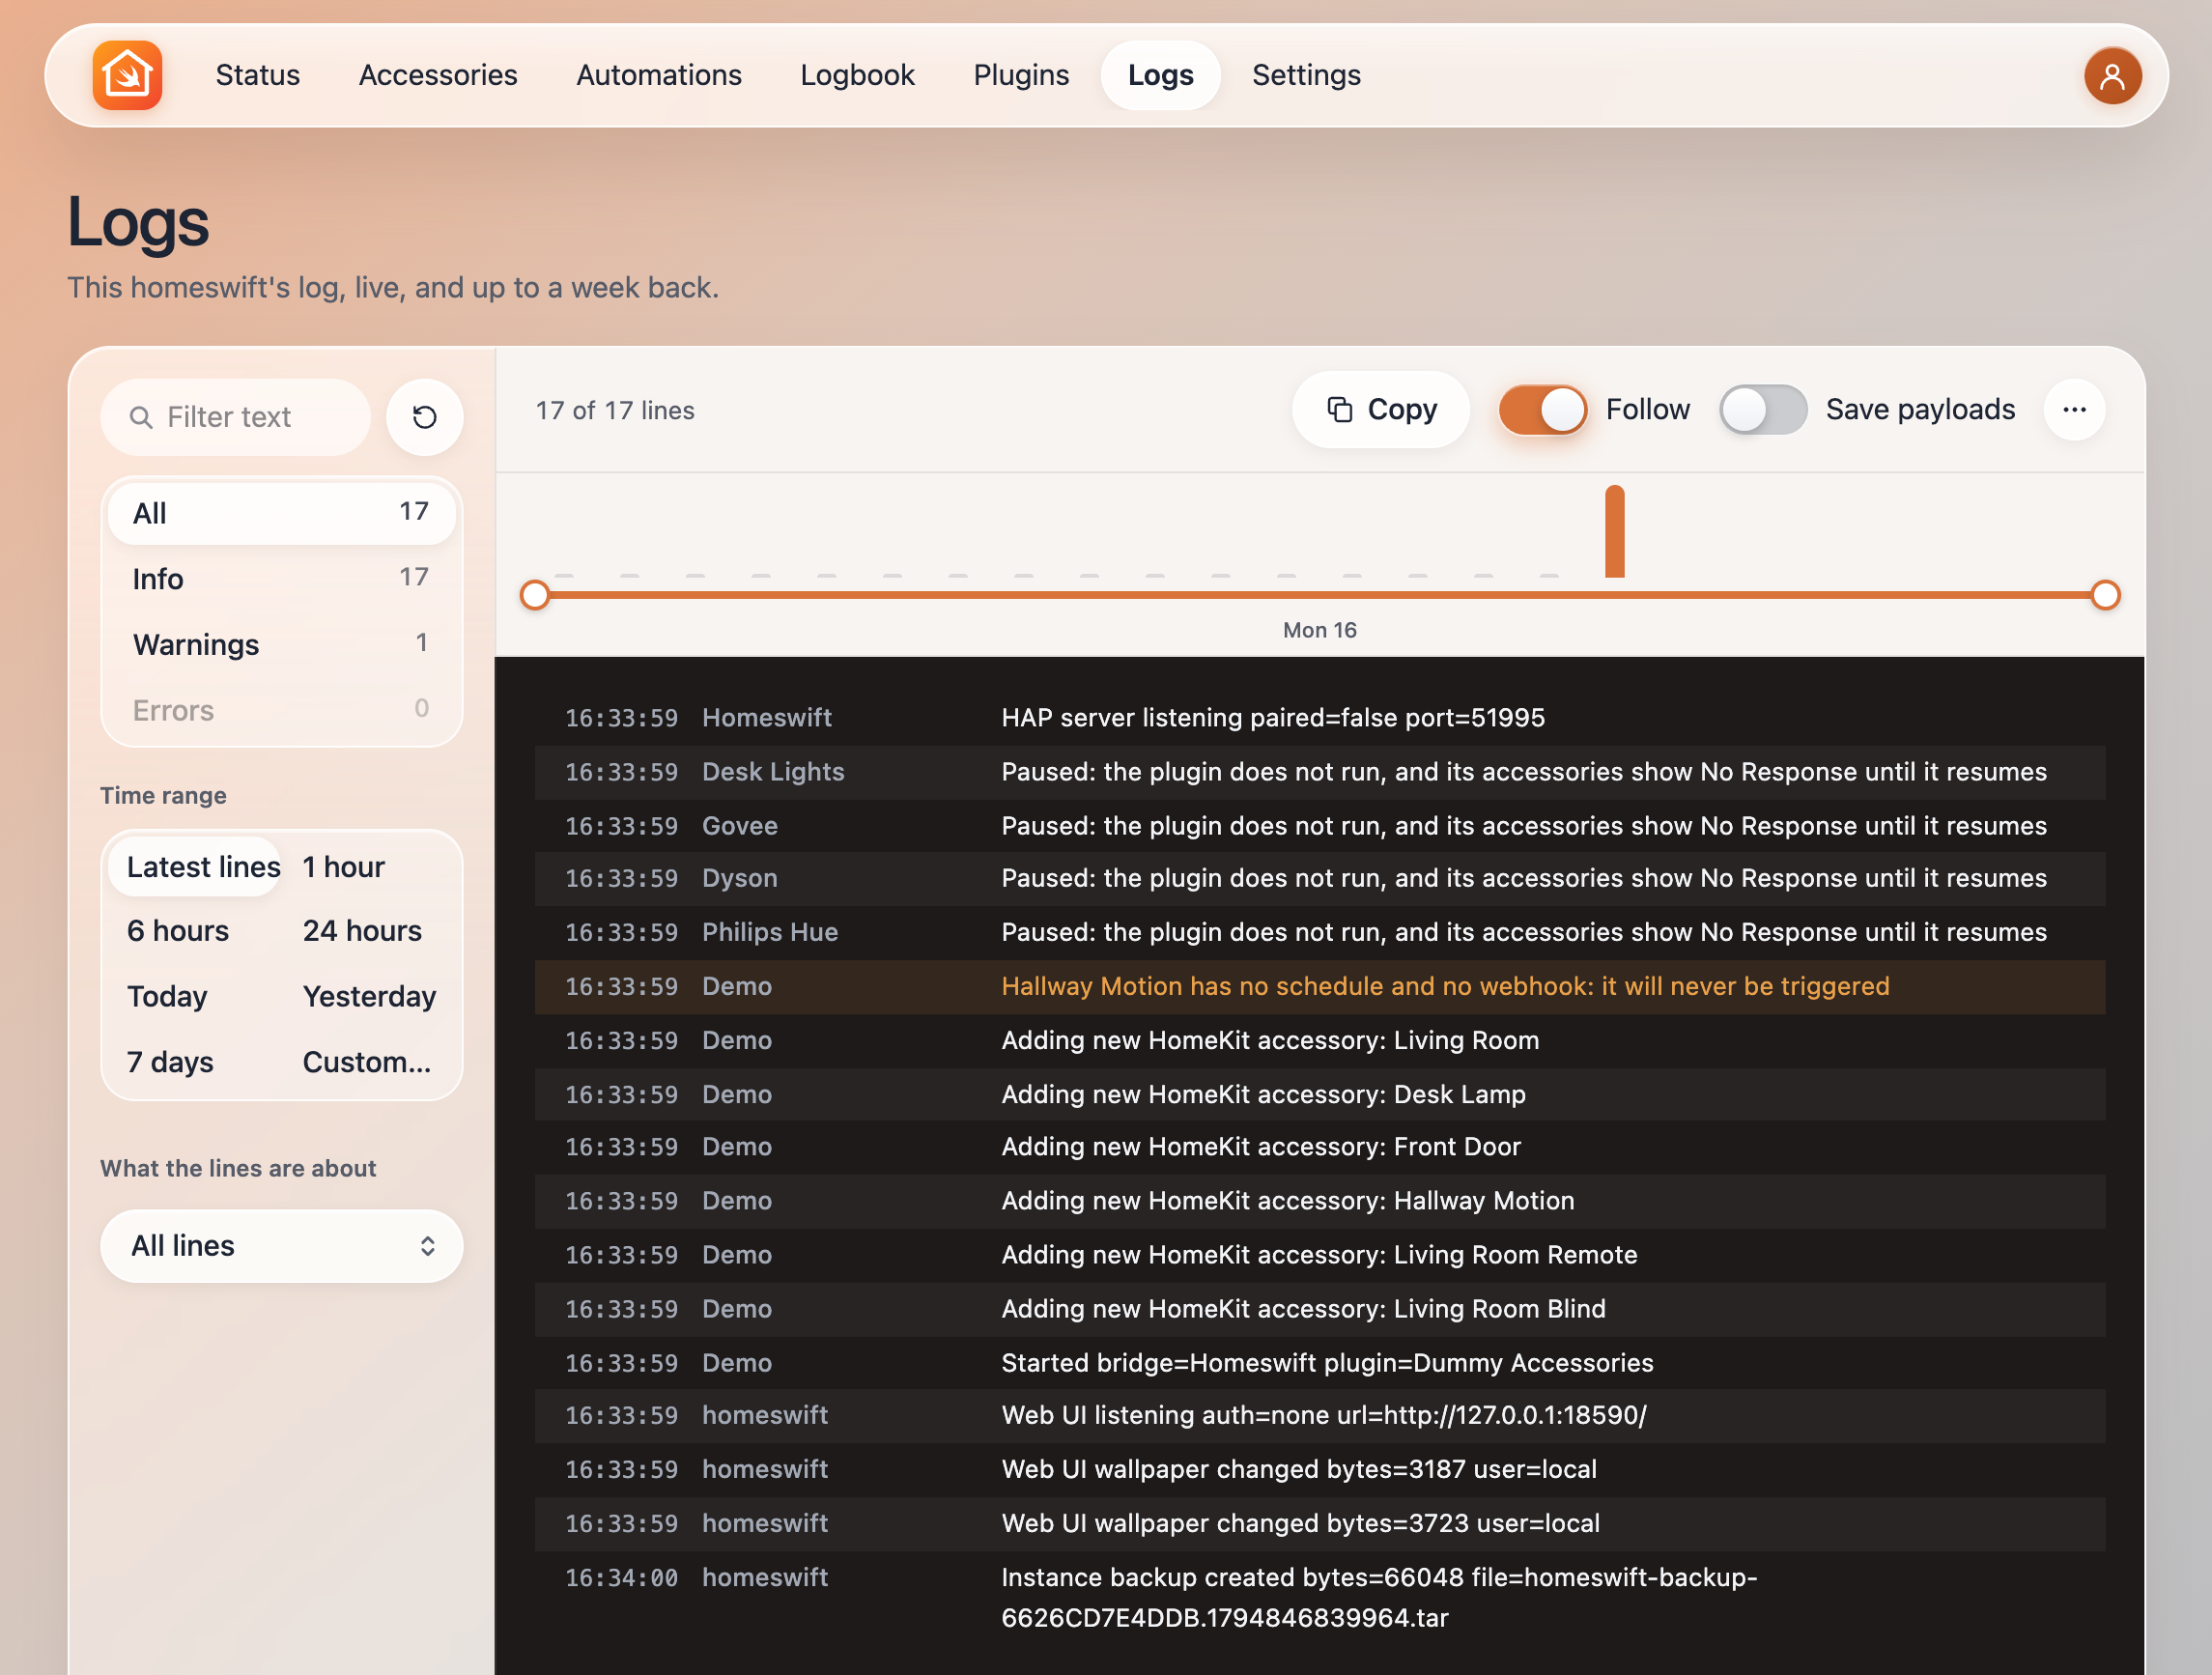 Status Accessories Automations Logbook Plugins Logs Settings
Logs
This homeswift's log, live, and up to a week back.
Filter text
All 17
Info 17
Warnings 1
Errors 0
Time range
Latest lines 1 hour
6 hours 24 hours
Today Yesterday
7 days Custom...
What the lines are about
All lines
17 of 17 lines
Copy Follow Save payloads
Mon 16
16:33:59 Homeswift HAP server listening paired=false port=51995
16:33:59 Desk Lights Paused: the plugin does not run, and its accessories show No Response until it resumes
16:33:59 Govee Paused: the plugin does not run, and its accessories show No Response until it resumes
16:33:59 Dyson Paused: the plugin does not run, and its accessories show No Response until it resumes
16:33:59 Philips Hue Paused: the plugin does not run, and its accessories show No Response until it resumes
16:33:59 Demo Hallway Motion has no schedule and no webhook: it will never be triggered
16:33:59 Demo Adding new HomeKit accessory: Living Room
16:33:59 Demo Adding new HomeKit accessory: Desk Lamp
16:33:59 Demo Adding new HomeKit accessory: Front Door
16:33:59 Demo Adding new HomeKit accessory: Hallway Motion
16:33:59 Demo Adding new HomeKit accessory: Living Room Remote
16:33:59 Demo Adding new HomeKit accessory: Living Room Blind
16:33:59 Demo Started bridge=Homeswift plugin=Dummy Accessories
16:33:59 homeswift Web UI listening auth=none url=http://127.0.0.1:18590/
16:33:59 homeswift Web UI wallpaper changed bytes=3187 user=local
16:33:59 homeswift Web UI wallpaper changed bytes=3723 user=local
16:34:00 homeswift Instance backup created bytes=66048 file=homeswift-backup-
6626CD7E4DDB.1794846839964.tar